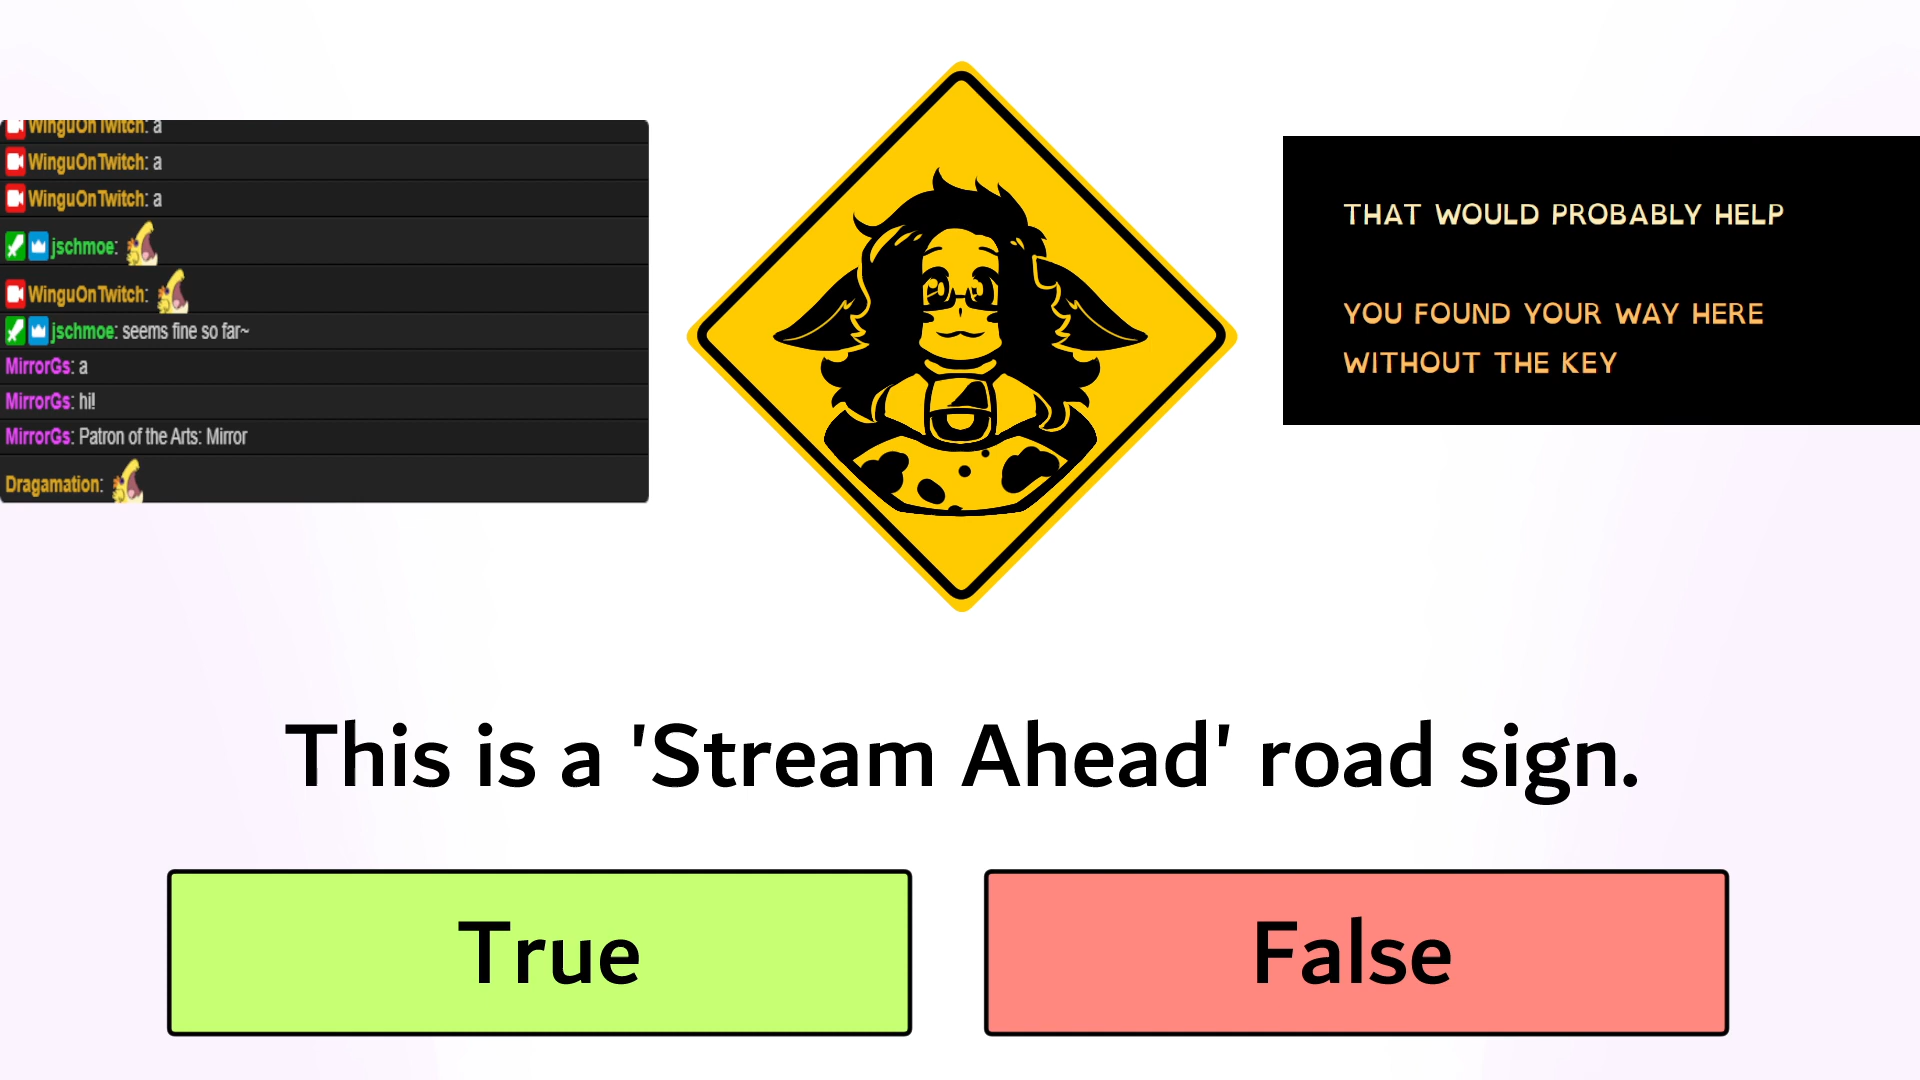 WinguOnTwitch: a
WinguOnTwitch: a
WinguOnTwitch: a
jschmoe:
WinguOnTwitch:
jschmoe: seems fine so far~
MirrorGs: a
MirrorGs: hi!
MirrorGs: Patron of the Arts: Mirror
Dragamation:
THAT WOULD PROBABLY HELP
YOU FOUND YOUR WAY HERE
WITHOUT THE KEY
This is a 'Stream Ahead' road sign.
True
False